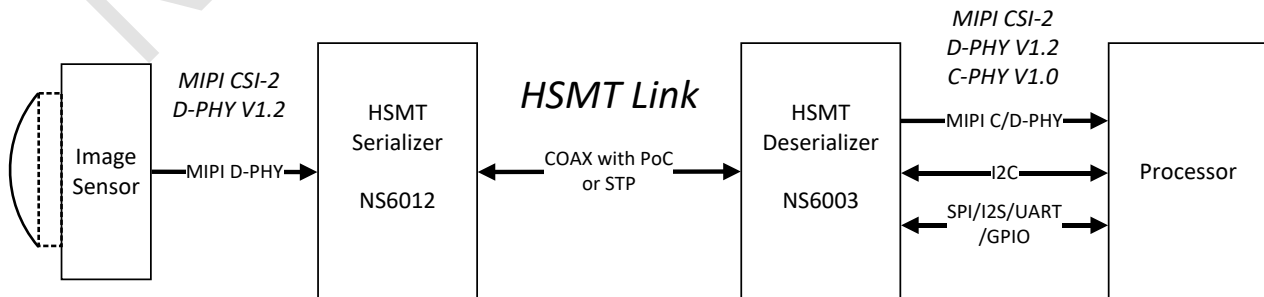 MIPI CSI-2
D-PHY V1.2
Image
Sensor
MIPI D-PHY
HSMT
Serializer
NS6012
HSMT Link
COAX with PoC
or STP
HSMT
Deserializer
NS6003
MIPI CSI-2
D-PHY V1.2
C-PHY V1.0
MIPI C/D-PHY
I2C
SPI/I2S/UART
/GPIO
Processor